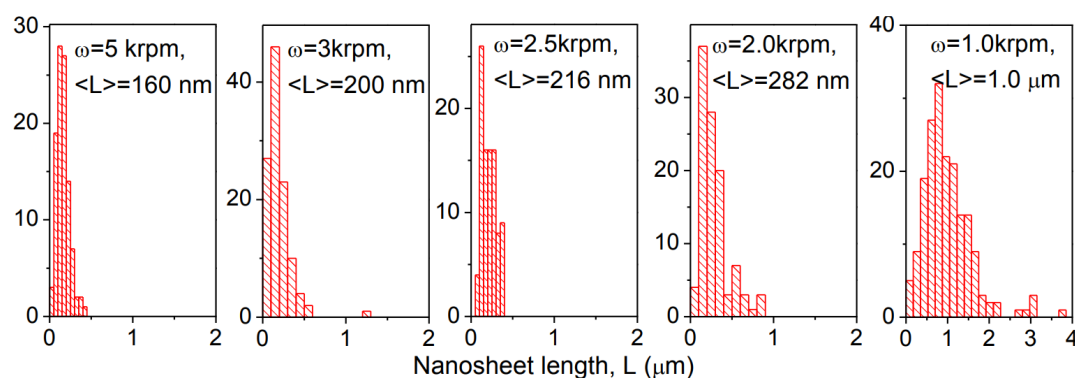 ω=5 krpm,
<L>=160 nm
ω=3krpm,
<L>=200 nm
ω=2.5krpm,
<L>=216 nm
ω=2.0krpm,
<L>=282 nm
ω=1.0krpm,
<L>=1.0 μm
30
20
10
0
0 1 2
40
20
0
0 1 2
20
10
0
0 1 2
30
20
10
0
0 1 2
40
20
0
0 1 2 3 4
Nanosheet length, L (μm)